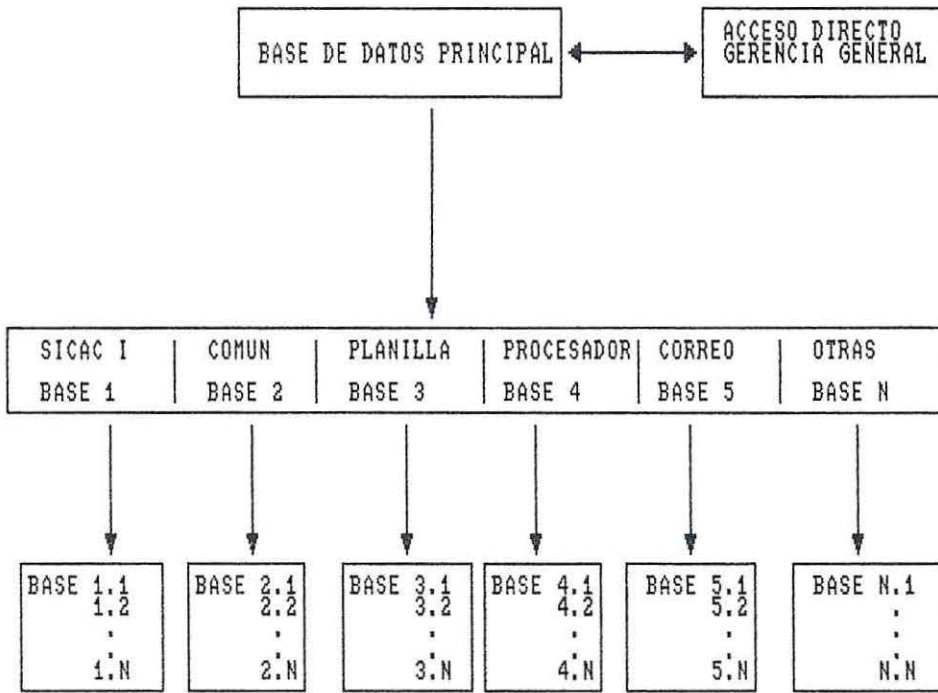 BASE DE DATOS PRINCIPAL
ACCESO DIRECTO
GERENCIA GENERAL
SICAC I | COMUN | PLANILLA | PROCESADOR | CORREO | OTRAS
BASE 1 | BASE 2 | BASE 3 | BASE 4 | BASE 5 | BASE N
BASE 1.1
1.2
.
.
1.N
BASE 2.1
2.2
.
.
2.N
BASE 3.1
3.2
.
.
3.N
BASE 4.1
4.2
.
.
4.N
BASE 5.1
5.2
.
.
5.N
BASE N.1
.
.
.
N.N